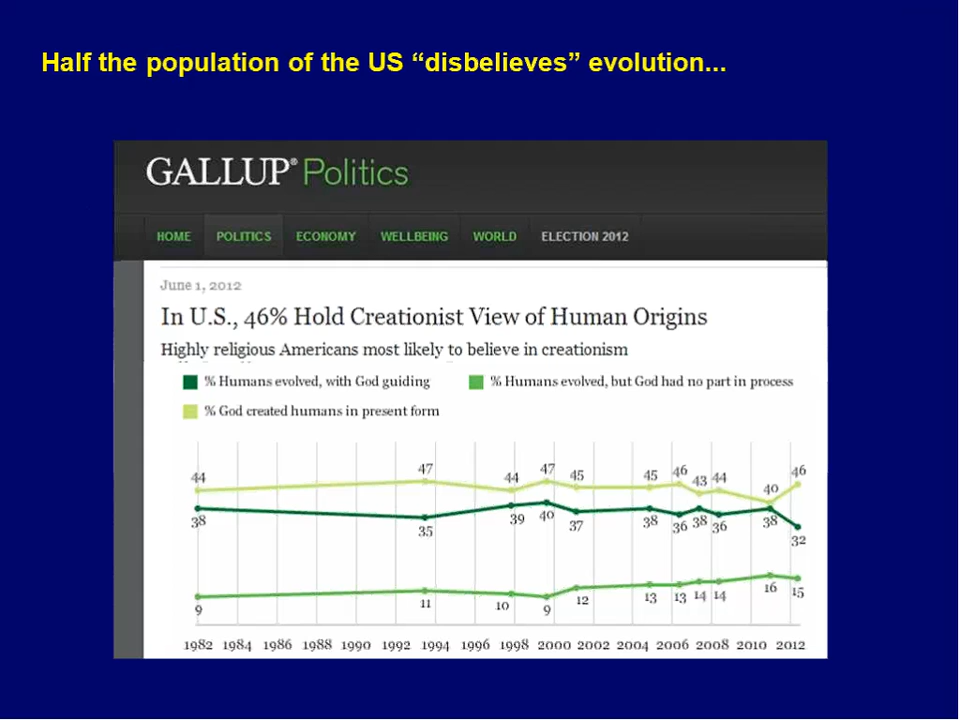 Half the population of the US “disbelieves” evolution...
GALLUP® Politics
HOME POLITICS ECONOMY WELLBEING WORLD ELECTION 2012
June 1, 2012
In U.S., 46% Hold Creationist View of Human Origins
Highly religious Americans most likely to believe in creationism
% Humans evolved, with God guiding % Humans evolved, but God had no part in process
% God created humans in present form
44 47 44 47 45 45 46 43 44 40 46
38 35 39 40 37 38 36 38 36 38 32
9 11 10 9 12 13 13 14 14 16 15
1982 1984 1986 1988 1990 1992 1994 1996 1998 2000 2002 2004 2006 2008 2010 2012